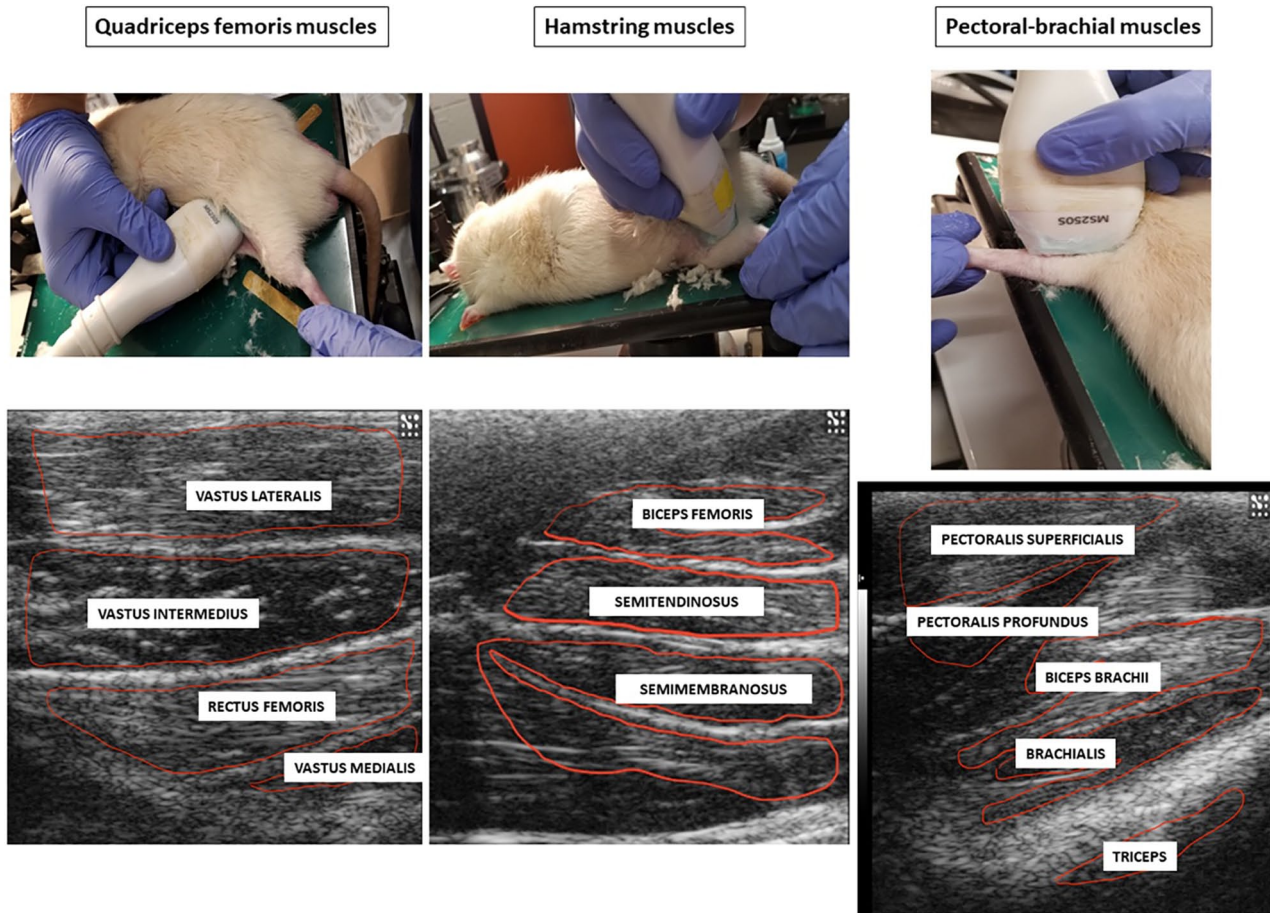 Quadriceps femoris muscles
Hamstring muscles
Pectoral-brachial muscles
MS250S
VASTUS LATERALIS
VASTUS INTERMEDIUS
RECTUS FEMORIS
VASTUS MEDIALIS
BICEPS FEMORIS
SEMITENDINOSUS
SEMIMEMBRANOSUS
PECTORALIS SUPERFICIALIS
PECTORALIS PROFUNDUS
BICEPS BRACHII
BRACHIALIS
TRICEPS